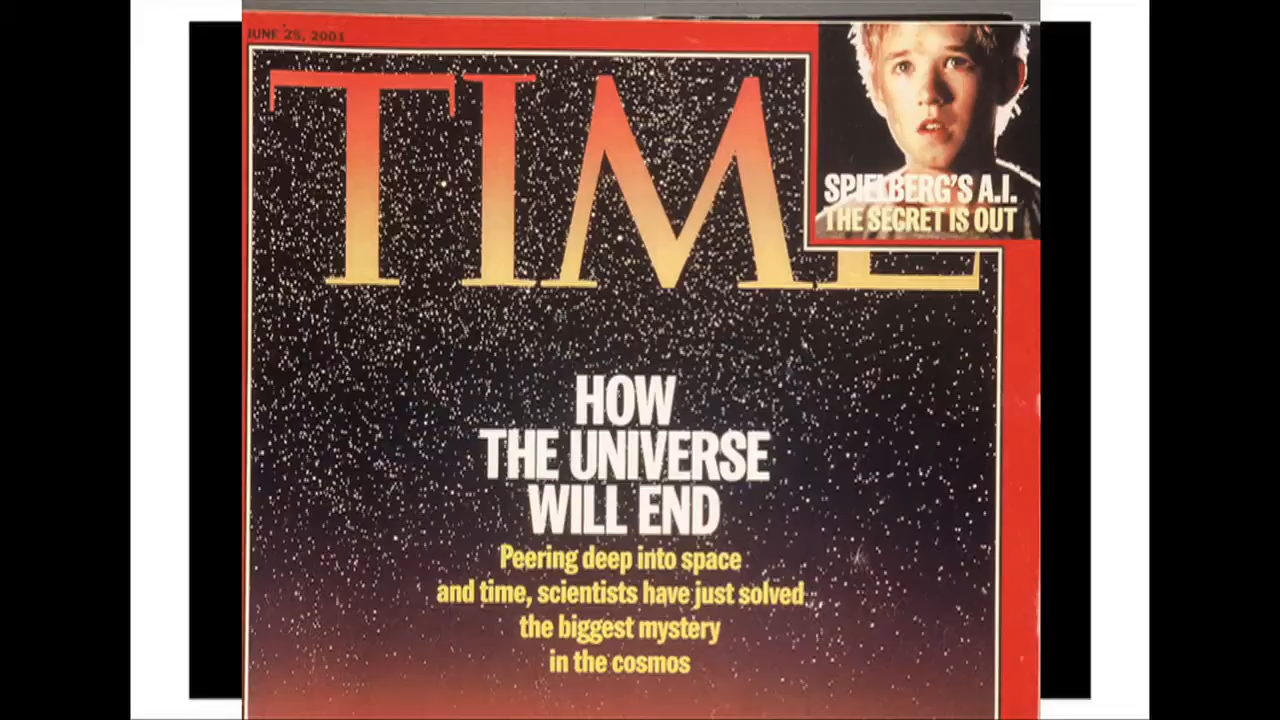 JUNE 25, 2001
TIME
SPIELBERG'S A.I.
THE SECRET IS OUT
HOW
THE UNIVERSE
WILL END
Peering deep into space
and time, scientists have just solved
the biggest mystery
in the cosmos